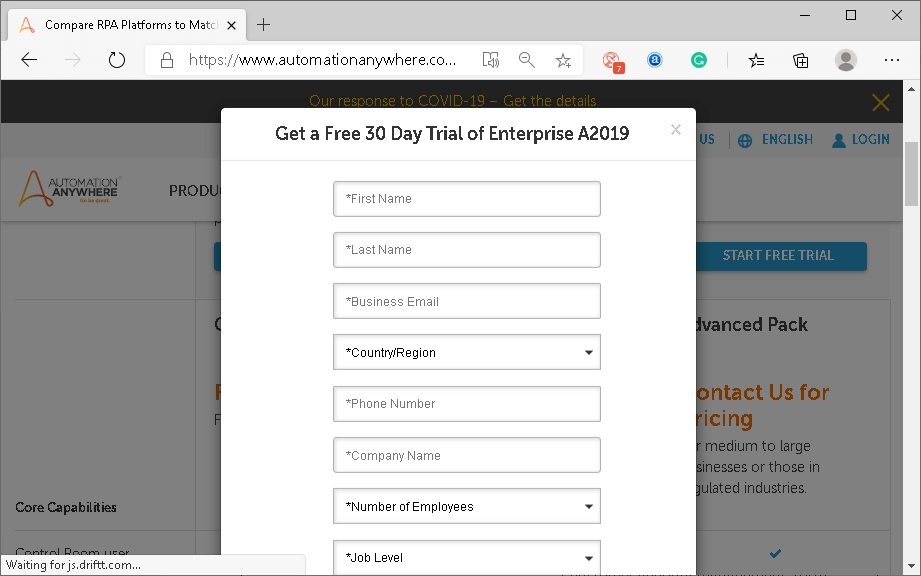 Compare RPA Platforms to Matc
https://www.automationanywhere.co...
7
Our response to COVID-19 – Get the details
Get a Free 30 Day Trial of Enterprise A2019
×
US
ENGLISH
LOGIN
AUTOMATION
ANYWHERE
Go be great.
PRODU
*First Name
*Last Name
*Business Email
START FREE TRIAL
*Country/Region
dvanced Pack
*Phone Number
ontact Us for
ricing
*Company Name
r medium to large
sinesses or those in
gulated industries.
*Number of Employees
Core Capabilities
*Job Level
Control Room user
Waiting for js.driftt.com...